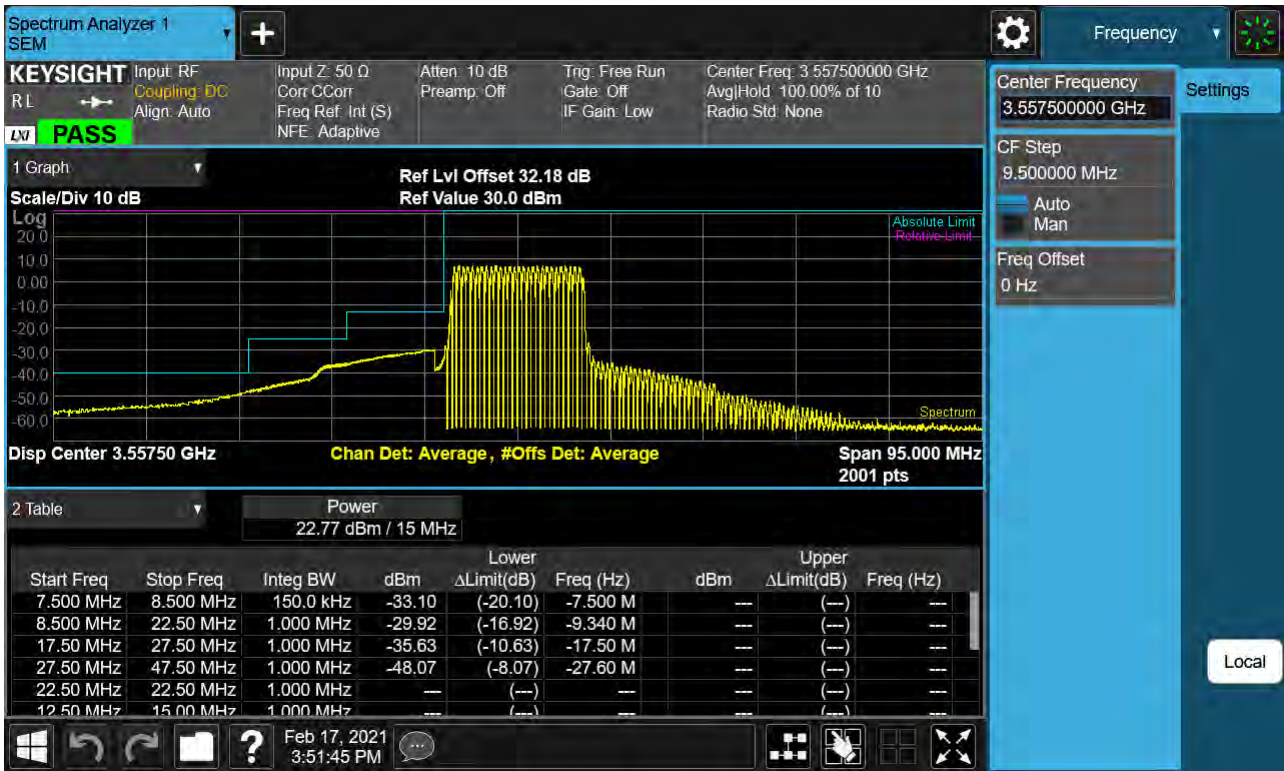 Spectrum Analyzer 1
SEM
Frequency
KEYSIGHT
RL
LXI
PASS
Input: RF
Coupling: DC
Align: Auto
Input Z: 50 Ω
Corr CCorr
Freq Ref: Int (S)
NFE: Adaptive
Atten: 10 dB
Preamp: Off
Trig: Free Run
Gate: Off
IF Gain: Low
Center Freq: 3.557500000 GHz
Avg|Hold: 100.00% of 10
Radio Std: None
Center Frequency
3.557500000 GHz
Settings
CF Step
9.500000 MHz
Auto
Man
Freq Offset
0 Hz
Local
1 Graph
Scale/Div 10 dB
Ref Lvl Offset 32.18 dB
Ref Value 30.0 dBm
Log
20.0
10.0
0.00
-10.0
-20.0
-30.0
-40.0
-50.0
-60.0
Absolute Limit
Relative Limit
Spectrum
Disp Center 3.55750 GHz
Chan Det: Average, #Offs Det: Average
Span 95.000 MHz
2001 pts
2 Table
Power
22.77 dBm / 15 MHz
Lower Upper
Start Freq Stop Freq Integ BW dBm ΔLimit(dB) Freq (Hz) dBm ΔLimit(dB) Freq (Hz)
7.500 MHz 8.500 MHz 150.0 kHz -33.10 (-20.10) -7.500 M --- (---) ---
8.500 MHz 22.50 MHz 1.000 MHz -29.92 (-16.92) -9.340 M --- (---) ---
17.50 MHz 27.50 MHz 1.000 MHz -35.63 (-10.63) -17.50 M --- (---) ---
27.50 MHz 47.50 MHz 1.000 MHz -48.07 (-8.07) -27.60 M --- (---) ---
22.50 MHz 22.50 MHz 1.000 MHz --- (---) --- --- (---) ---
12.50 MHz 15.00 MHz 1.000 MHz --- (---) --- --- (---) ---
?
Feb 17, 2021
3:51:45 PM